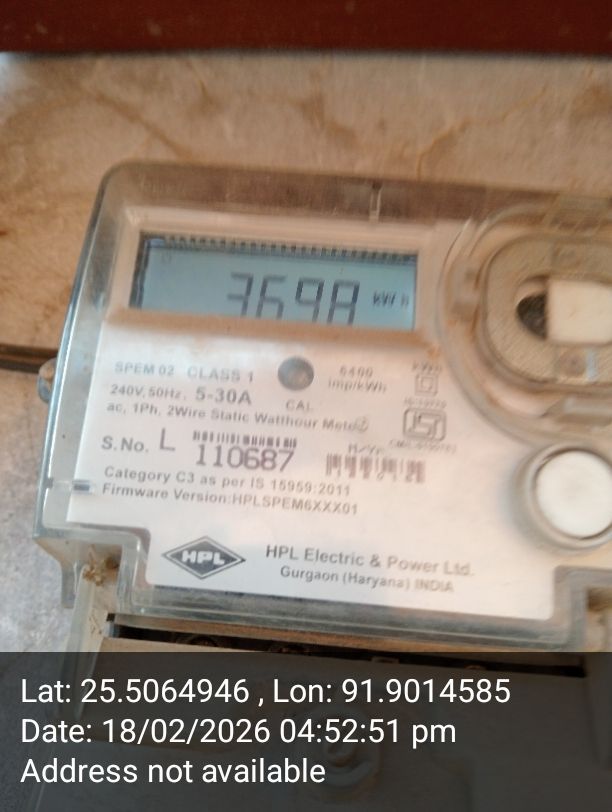 3698 kWh
SPEM 02 CLASS 1
6400
imp/kWh
240V, 50Hz, 5-30A
CAL
ac, 1Ph, 2Wire Static Watthour Meter
S.No. L 110687
Category C3 as per IS 15959:2011
Firmware Version:HPLSPEM6XXX01
HPL
HPL Electric & Power Ltd.
Gurgaon (Haryana) INDIA
Lat: 25.5064946 , Lon: 91.9014585
Date: 18/02/2026 04:52:51 pm
Address not available